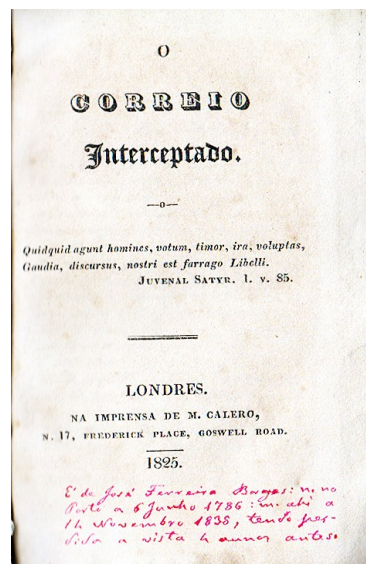 O
CORREIO
Interceptado.
—o—
Quidquid agunt homines, votum, timor, ira, voluptas,
Gaudia, discursus, nostri est farrago Libelli.
JUVENAL SATYR. 1. v. 85.
LONDRES.
NA IMPRENSA DE M. CALERO,
N. 17, FREDERICK PLACE, GOSWELL ROAD.
1825.
É de José Ferreira Borges: n. no
Porto a 6 Junho 1786: m. ahi a
14 Novembro 1838, tendo per-
dido a vista 4 annos antes.